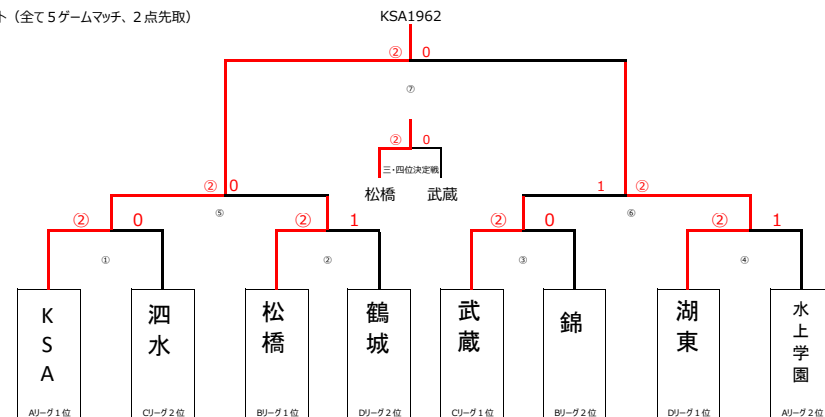 ト（全て５ゲームマッチ、２点先取）
KSA1962
② 0
⑦
② 0
三・四位決定戦
松橋 武蔵
② 0
1 ②
⑤
⑥
② 0
② 1
② 0
② 1
①
②
③
④
KSA
泗水
松橋
鶴城
武蔵
錦
湖東
水上学園
Aリーグ１位
Cリーグ２位
Bリーグ１位
Dリーグ２位
Cリーグ１位
Bリーグ２位
Dリーグ１位
Aリーグ２位